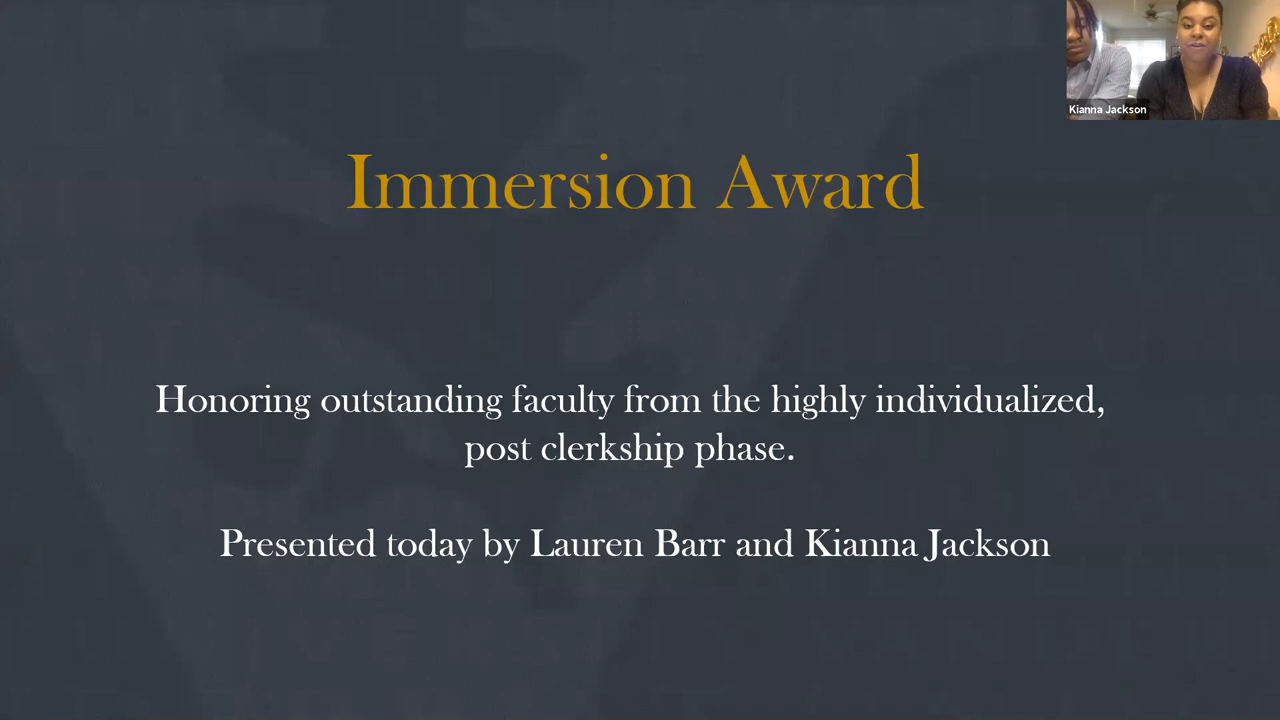 Kianna Jackson
Immersion Award
Honoring outstanding faculty from the highly individualized,
post clerkship phase.
Presented today by Lauren Barr and Kianna Jackson